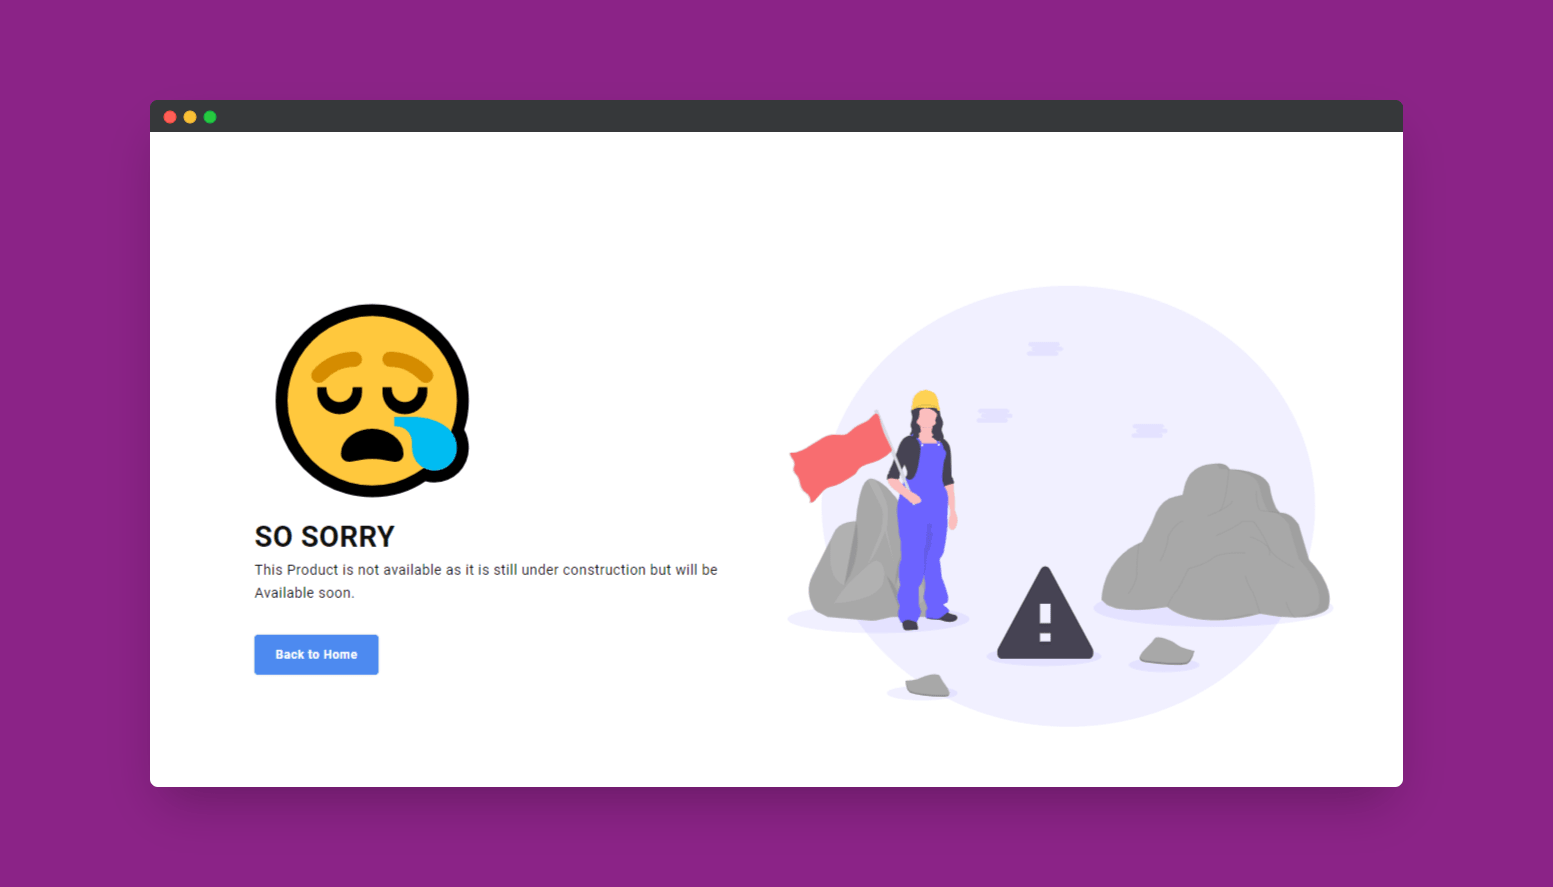 SO SORRY
This Product is not available as it is still under construction but will be
Available soon.
Back to Home